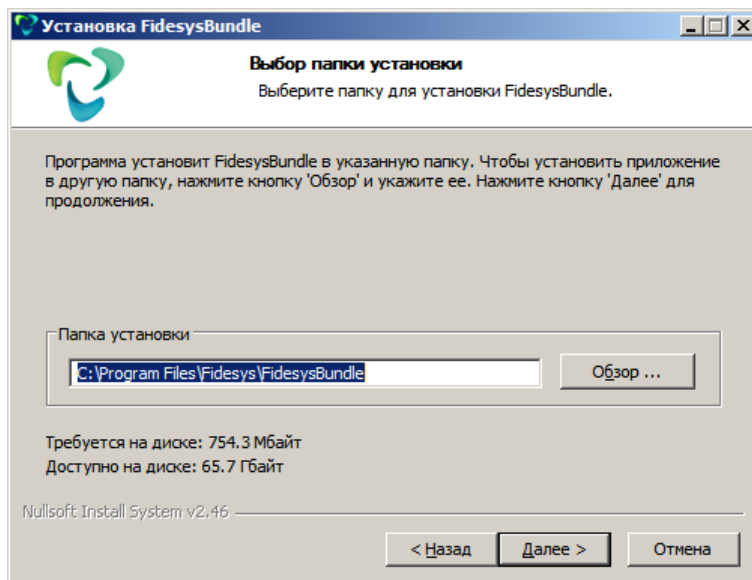 Установка FidesysBundle
Выбор папки установки
Выберите папку для установки FidesysBundle.
Программа установит FidesysBundle в указанную папку. Чтобы установить приложение
в другую папку, нажмите кнопку 'Обзор' и укажите ее. Нажмите кнопку 'Далее' для
продолжения.
Папка установки
C:\Program Files\Fidesys\FidesysBundle
Обзор ...
Требуется на диске: 754.3 Мбайт
Доступно на диске: 65.7 Гбайт
Nullsoft Install System v2.46
< Назад
Далее >
Отмена